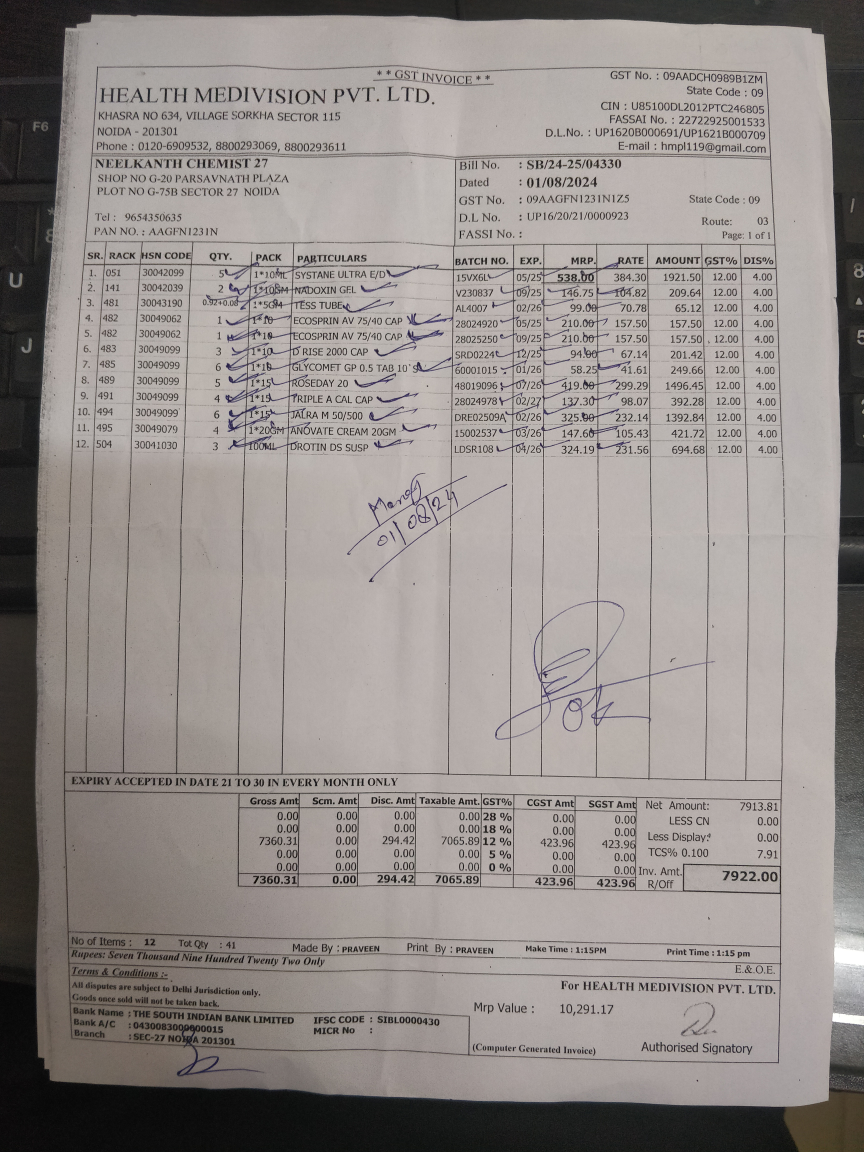 * * GST INVOICE * *
HEALTH MEDIVISION PVT. LTD.
KHASRA NO 634, VILLAGE SORKHA SECTOR 115
NOIDA - 201301
Phone : 0120-6909532, 8800293069, 8800293611
GST No. : 09AADCH0989B1ZM
State Code : 09
CIN : U85100DL2012PTC246805
FASSAI No. : 22722925001533
D.L.No. : UP1620B000691/UP1621B000709
E-mail : hmpl119@gmail.com
NEELKANTH CHEMIST 27
SHOP NO G-20 PARSAVNATH PLAZA
PLOT NO G-75B SECTOR 27 NOIDA
Tel : 9654350635
PAN NO. : AAGFN1231N
Bill No. : SB/24-25/04330
Dated : 01/08/2024
GST No. : 09AAGFN1231N1Z5 State Code : 09
D.L No. : UP16/20/21/0000923
Route: 03
FASSI No. : Page: 1 of 1
SR. RACK HSN CODE QTY. PACK PARTICULARS BATCH NO. EXP. MRP. RATE AMOUNT GST% DIS%
1. 051 30042099 5 1*10ML SYSTANE ULTRA E/D 15VX6L 05/25 538.00 384.30 1921.50 12.00 4.00
2. 141 30042039 2 1*10GM NADOXIN GEL V230837 09/25 146.75 104.82 209.64 12.00 4.00
3. 481 30043190 0.92+0.08 1*5GM TESS TUBE AL4007 02/26 99.00 70.78 65.12 12.00 4.00
4. 482 30049062 1 1*10 ECOSPRIN AV 75/40 CAP 28024920 05/25 210.00 157.50 157.50 12.00 4.00
5. 482 30049062 1 1*10 ECOSPRIN AV 75/40 CAP 28025250 09/25 210.00 157.50 157.50 12.00 4.00
6. 483 30049099 3 1*10 D RISE 2000 CAP SRD0224 12/25 94.00 67.14 201.42 12.00 4.00
7. 485 30049099 6 1*10 GLYCOMET GP 0.5 TAB 10'S 60001015 01/26 58.25 41.61 249.66 12.00 4.00
8. 489 30049099 5 1*15 ROSEDAY 20 48019096 07/26 419.00 299.29 1496.45 12.00 4.00
9. 491 30049099 4 1*15 TRIPLE A CAL CAP 28024978 02/27 137.30 98.07 392.28 12.00 4.00
10. 494 30049099 6 1*15 JALRA M 50/500 DRE02509A 02/26 325.00 232.14 1392.84 12.00 4.00
11. 495 30049079 4 1*20GM ANOVATE CREAM 20GM 15002537 03/26 147.60 105.43 421.72 12.00 4.00
12. 504 30041030 3 100ML DROTIN DS SUSP LDSR108 04/26 324.19 231.56 694.68 12.00 4.00
01/08/24
OK
EXPIRY ACCEPTED IN DATE 21 TO 30 IN EVERY MONTH ONLY
Gross Amt Scm. Amt Disc. Amt Taxable Amt. GST% CGST Amt SGST Amt
0.00 0.00 0.00 0.00 28 % 0.00 0.00
0.00 0.00 0.00 0.00 18 % 0.00 0.00
7360.31 0.00 294.42 7065.89 12 % 423.96 423.96
0.00 0.00 0.00 0.00 5 % 0.00 0.00
0.00 0.00 0.00 0.00 0 % 0.00 0.00
7360.31 0.00 294.42 7065.89 423.96 423.96
Net Amount: 7913.81
LESS CN 0.00
Less Display: 0.00
TCS% 0.100 7.91
Inv. Amt. 7922.00
R/Off
No of Items : 12 Tot Qty : 41 Made By : PRAVEEN Print By : PRAVEEN Make Time : 1:15PM Print Time : 1:15 pm
Rupees: Seven Thousand Nine Hundred Twenty Two Only
E.& O.E.
Terms & Conditions :-
All disputes are subject to Delhi Jurisdiction only.
Goods once sold will not be taken back.
Bank Name : THE SOUTH INDIAN BANK LIMITED IFSC CODE : SIBL0000430
Bank A/C : 0430083000000015 MICR No :
Branch : SEC-27 NOIDA 201301
For HEALTH MEDIVISION PVT. LTD.
Mrp Value : 10,291.17
(Computer Generated Invoice)
Authorised Signatory
F6
U
J
8
5